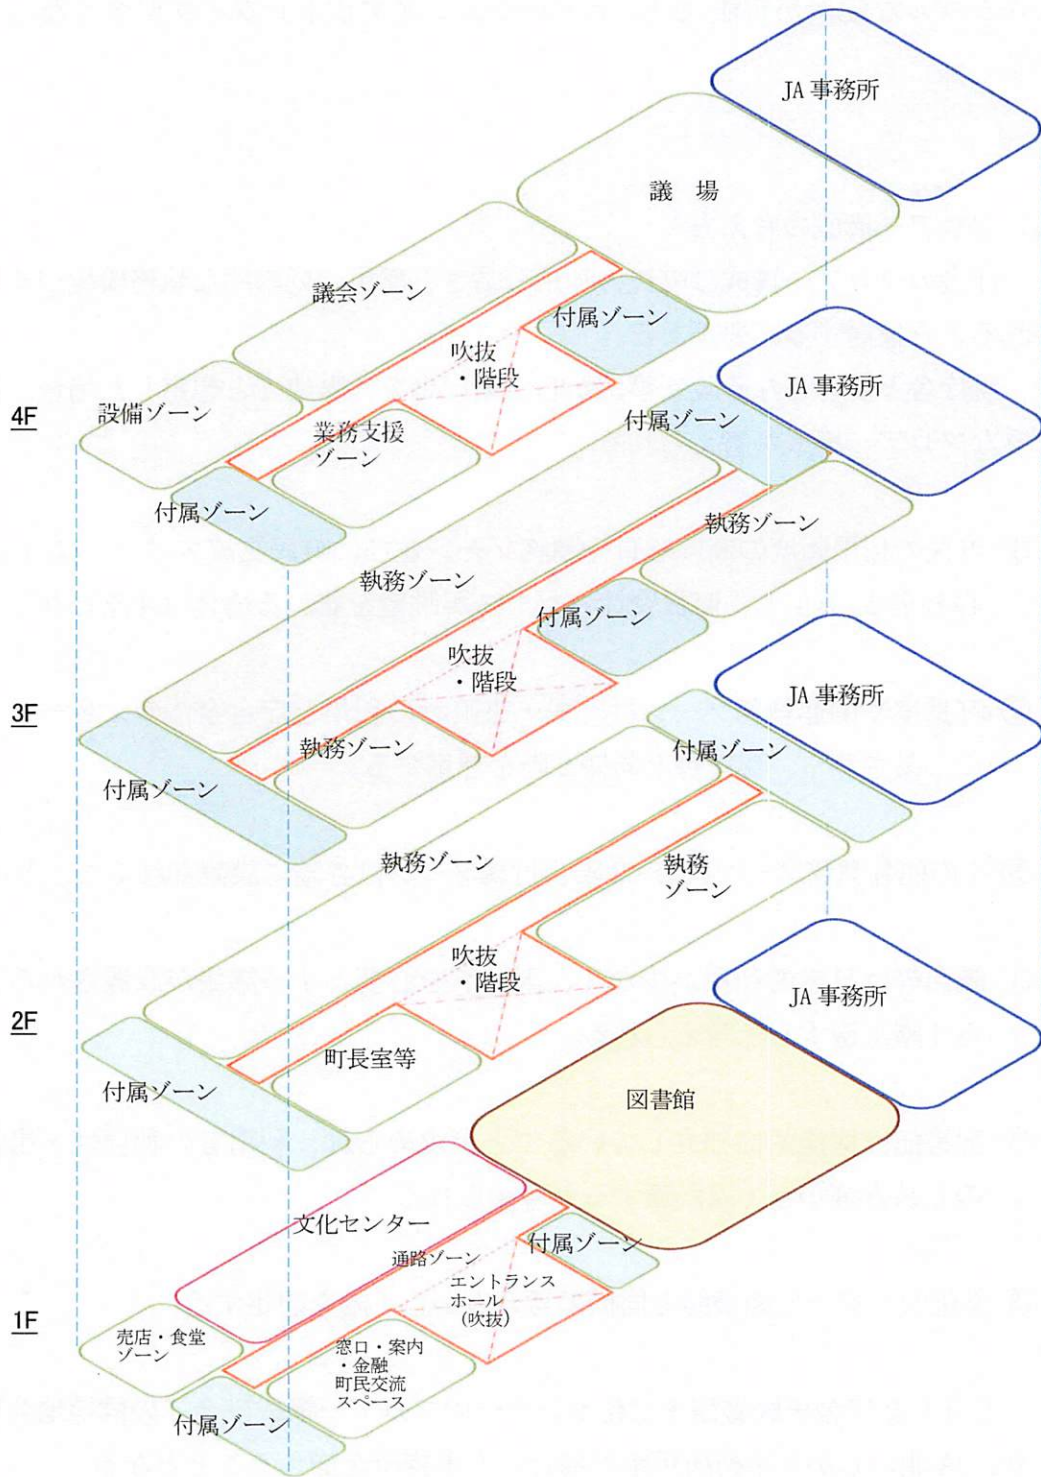 JA 事務所
議 場
議会ゾーン
付属ゾーン
吹抜
・階段
4F
設備ゾーン
業務支援
ゾーン
付属ゾーン
JA 事務所
付属ゾーン
執務ゾーン
執務ゾーン
付属ゾーン
吹抜
・階段
3F
執務ゾーン
付属ゾーン
JA 事務所
付属ゾーン
執務ゾーン
執務
ゾーン
吹抜
・階段
2F
町長室等
付属ゾーン
JA 事務所
図書館
文化センター
通路ゾーン
付属ゾーン
エントランス
ホール
(吹抜)
1F
売店・食堂
ゾーン
窓口・案内
・金融
町民交流
スペース
付属ゾーン